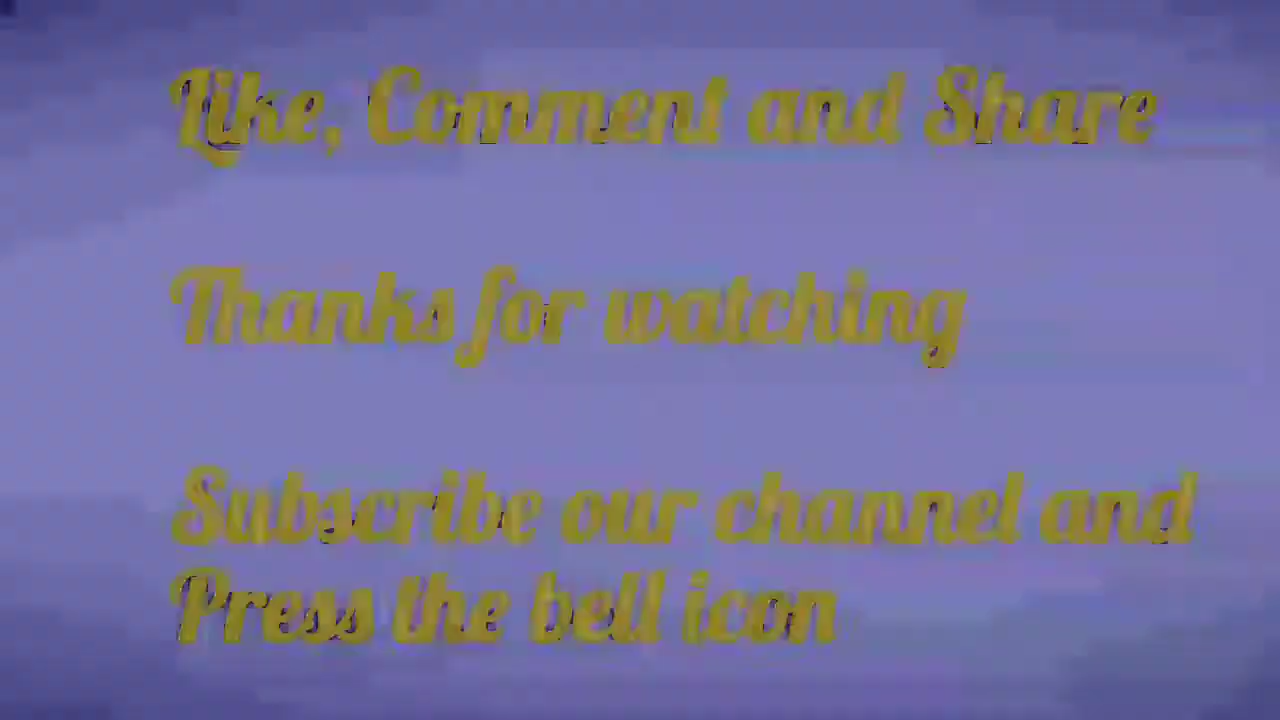 Like, Comment and Share
Thanks for watching
Subscribe our channel and
Press the bell icon